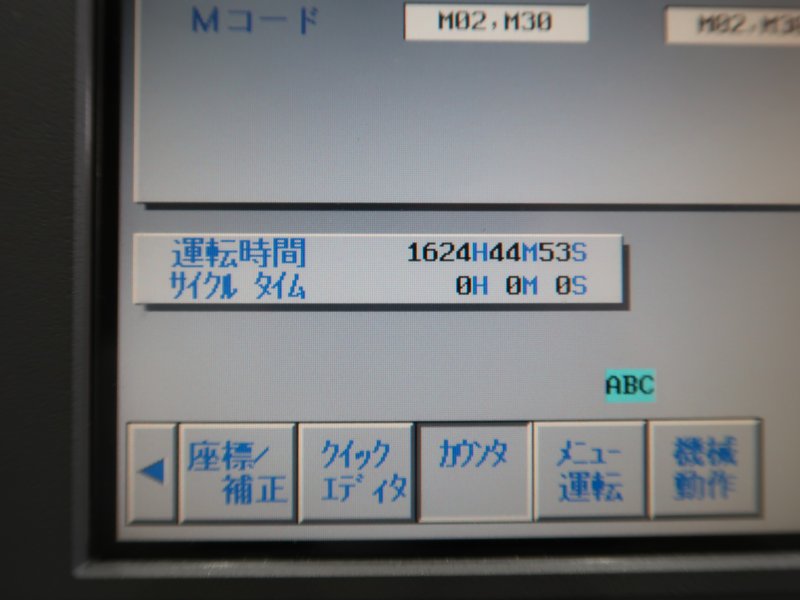 Mコード M02,M30 M02,M30
運転時間 1624H44M53S
サイクル タイム 0H 0M 0S
ABC
座標/補正
クイックエディタ
カウンタ
メニュー運転
機械動作